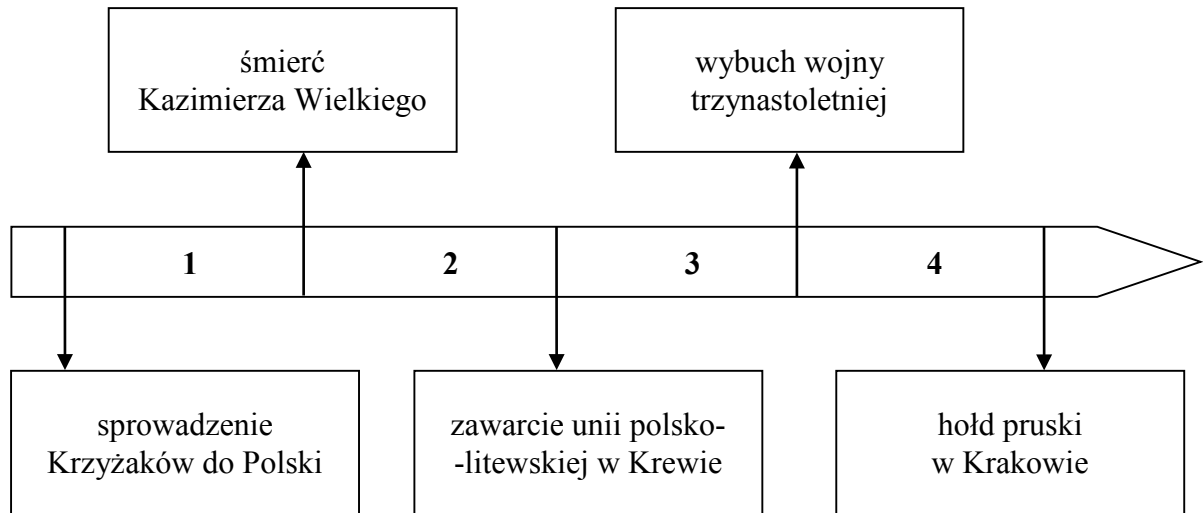 śmierć
Kazimierza Wielkiego
wybuch wojny
trzynastoletniej
1 2 3 4
sprowadzenie
Krzyżaków do Polski
zawarcie unii polsko-
-litewskiej w Krewie
hołd pruski
w Krakowie